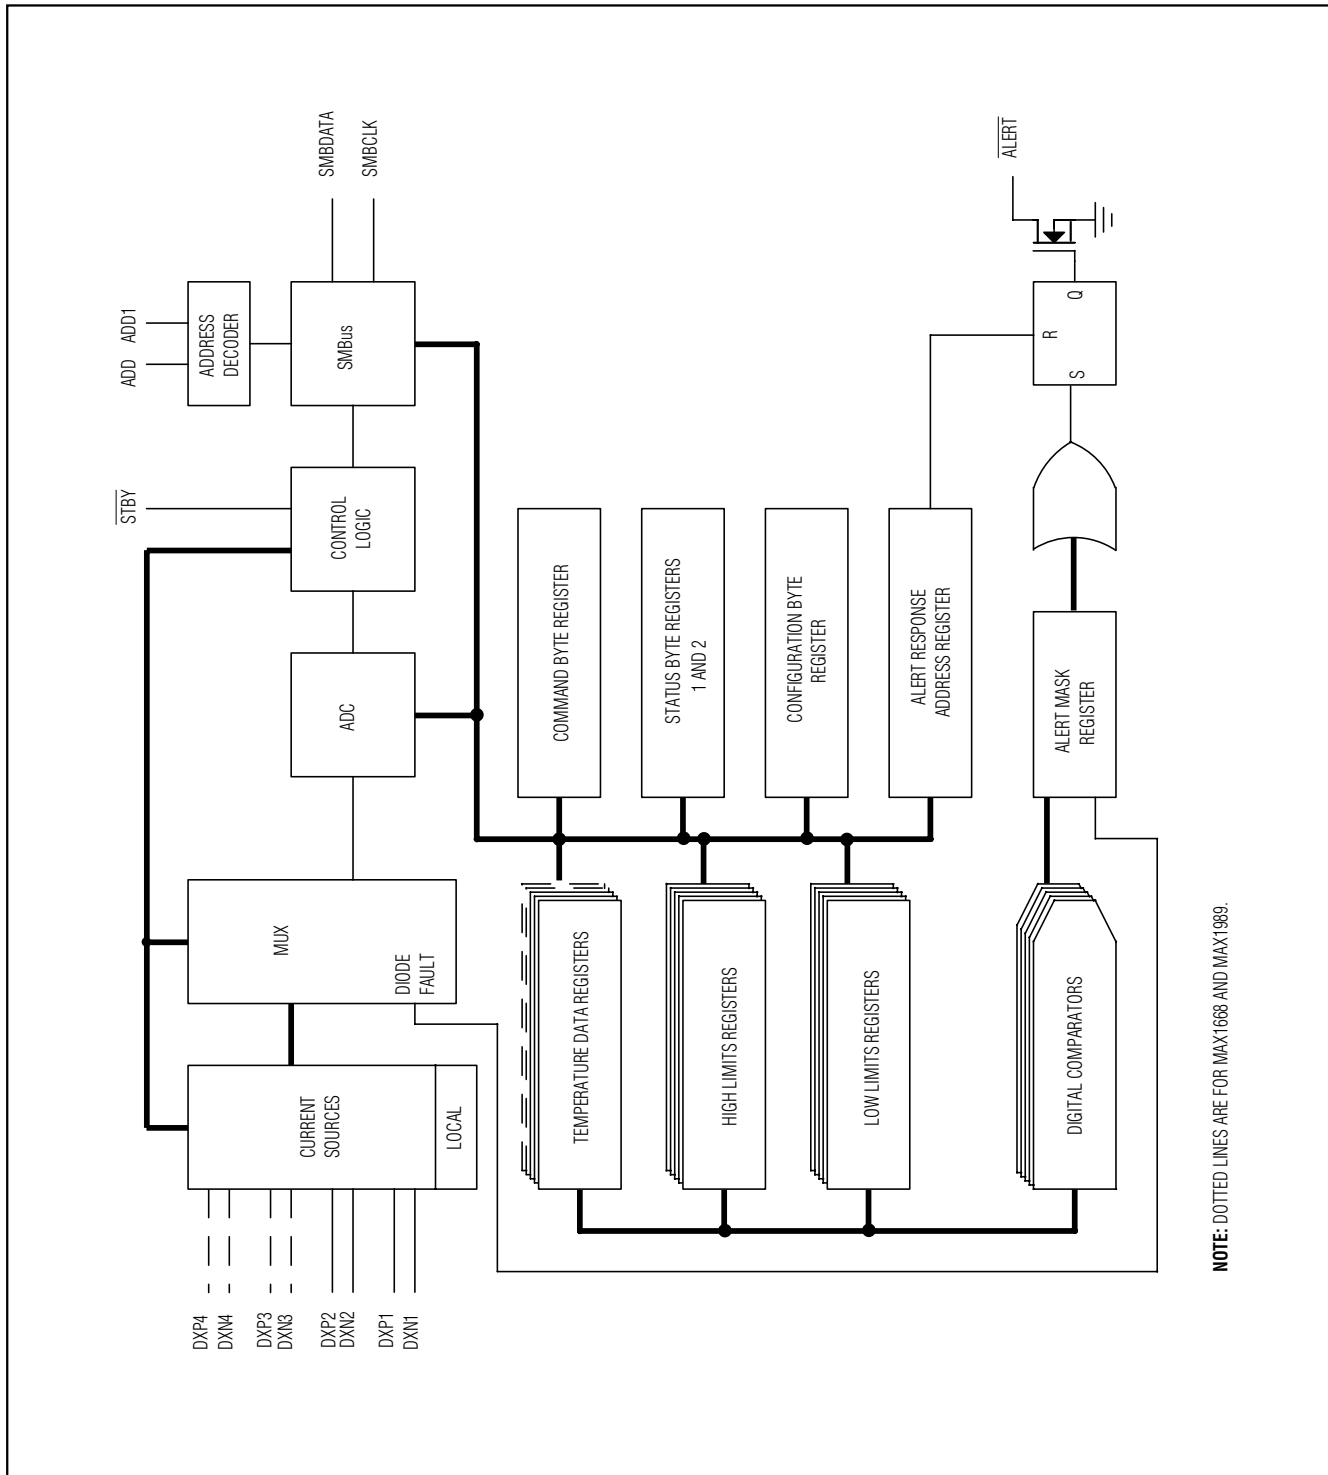 DXP4
DXN4
DXP3
DXN3
DXP2
DXN2
DXP1
DXN1
CURRENT
SOURCES
LOCAL
MUX
DIODE
FAULT
ADC
STBY
CONTROL
LOGIC
ADD
ADD1
ADDRESS
DECODER
SMBus
SMBDATA
SMBCLK
TEMPERATURE DATA REGISTERS
COMMAND BYTE REGISTER
STATUS BYTE REGISTERS
1 AND 2
HIGH LIMITS REGISTERS
CONFIGURATION BYTE
REGISTER
LOW LIMITS REGISTERS
ALERT RESPONSE
ADDRESS REGISTER
DIGITAL COMPARATORS
ALERT MASK
REGISTER
S
R
Q
ALERT
NOTE: DOTTED LINES ARE FOR MAX1668 AND MAX1989.